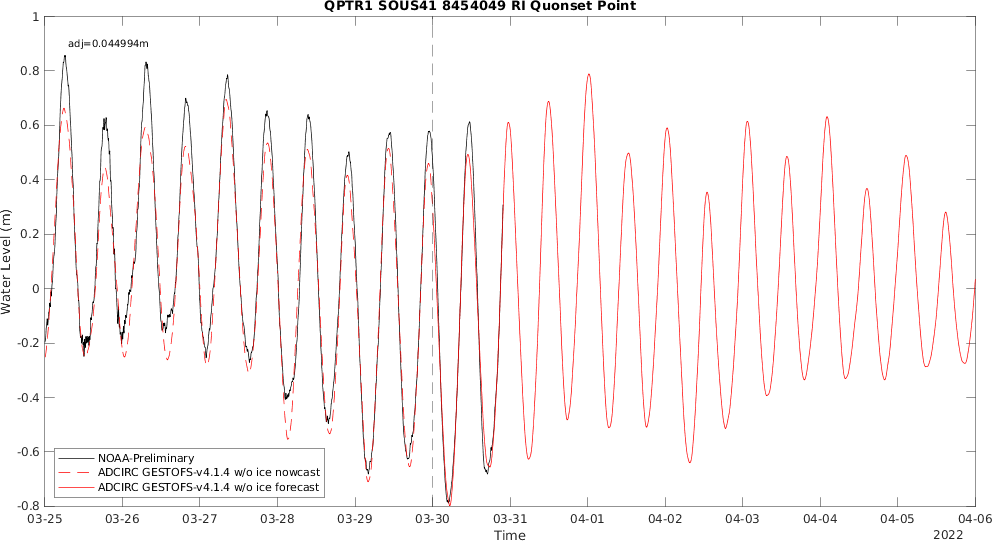 QPTR1 SOUS41 8454049 RI Quonset Point
adj=0.044994m
1
0.8
0.6
0.4
0.2
0
-0.2
-0.4
-0.6
-0.8
Water Level (m)
NOAA-Preliminary
ADCIRC GESTOFS-v4.1.4 w/o ice nowcast
ADCIRC GESTOFS-v4.1.4 w/o ice forecast
03-25 03-26 03-27 03-28 03-29 03-30 03-31 04-01 04-02 04-03 04-04 04-05 04-06
Time
2022